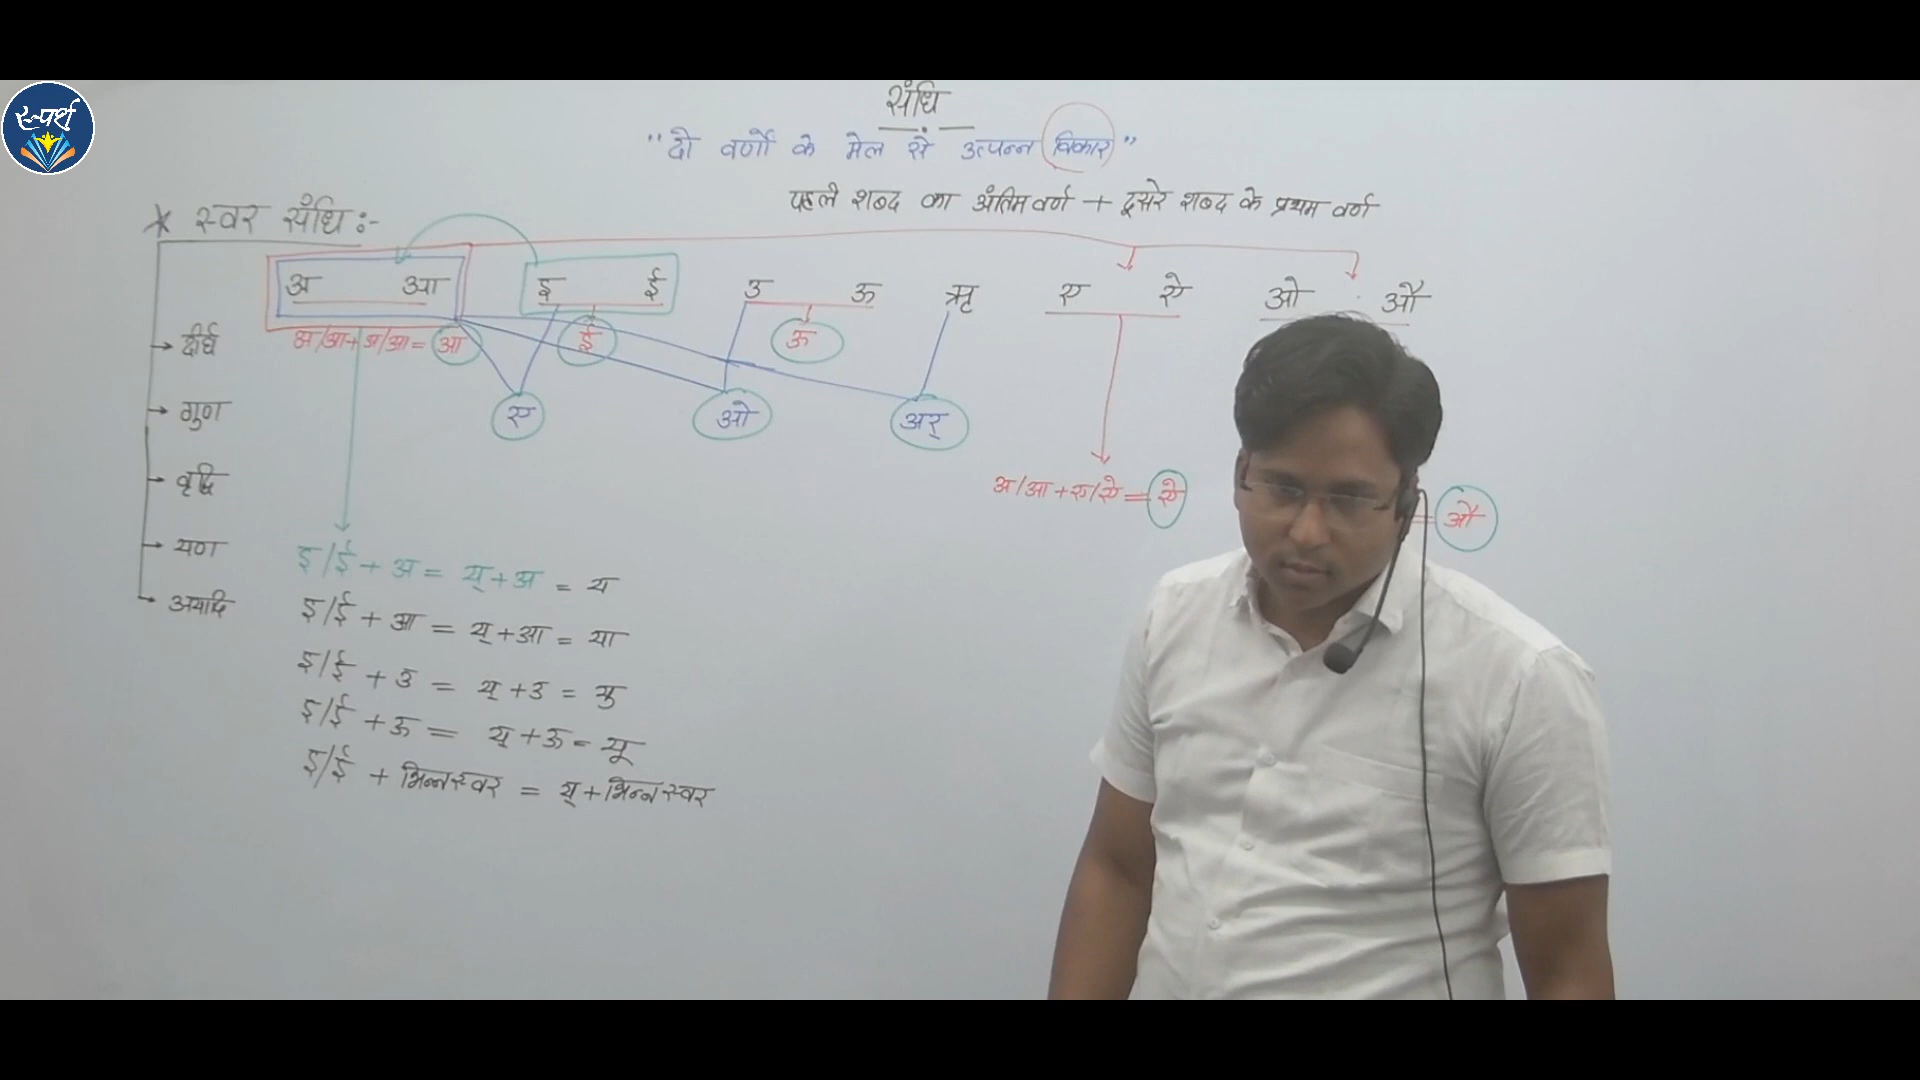 स्पर्श
संधि
"दो वर्णों के मेल से उत्पन्न विकार"
पहले शब्द का अंतिम वर्ण + दूसरे शब्द के प्रथम वर्ण
* स्वर संधि :-
अ आ इ ई उ ऊ ऋ ए ऐ ओ औ
→ दीर्घ
अ/आ + अ/आ = आ ई ऊ
→ गुण
ए ओ अर्
→ वृद्धि
अ/आ + ए/ऐ = ऐ
= औ
→ यण
→ अयादि
इ/ई + अ = य् + अ = य
इ/ई + आ = य् + आ = या
इ/ई + उ = य् + उ = यु
इ/ई + ऊ = य् + ऊ = यू
इ/ई + भिन्न स्वर = य् + भिन्न स्वर